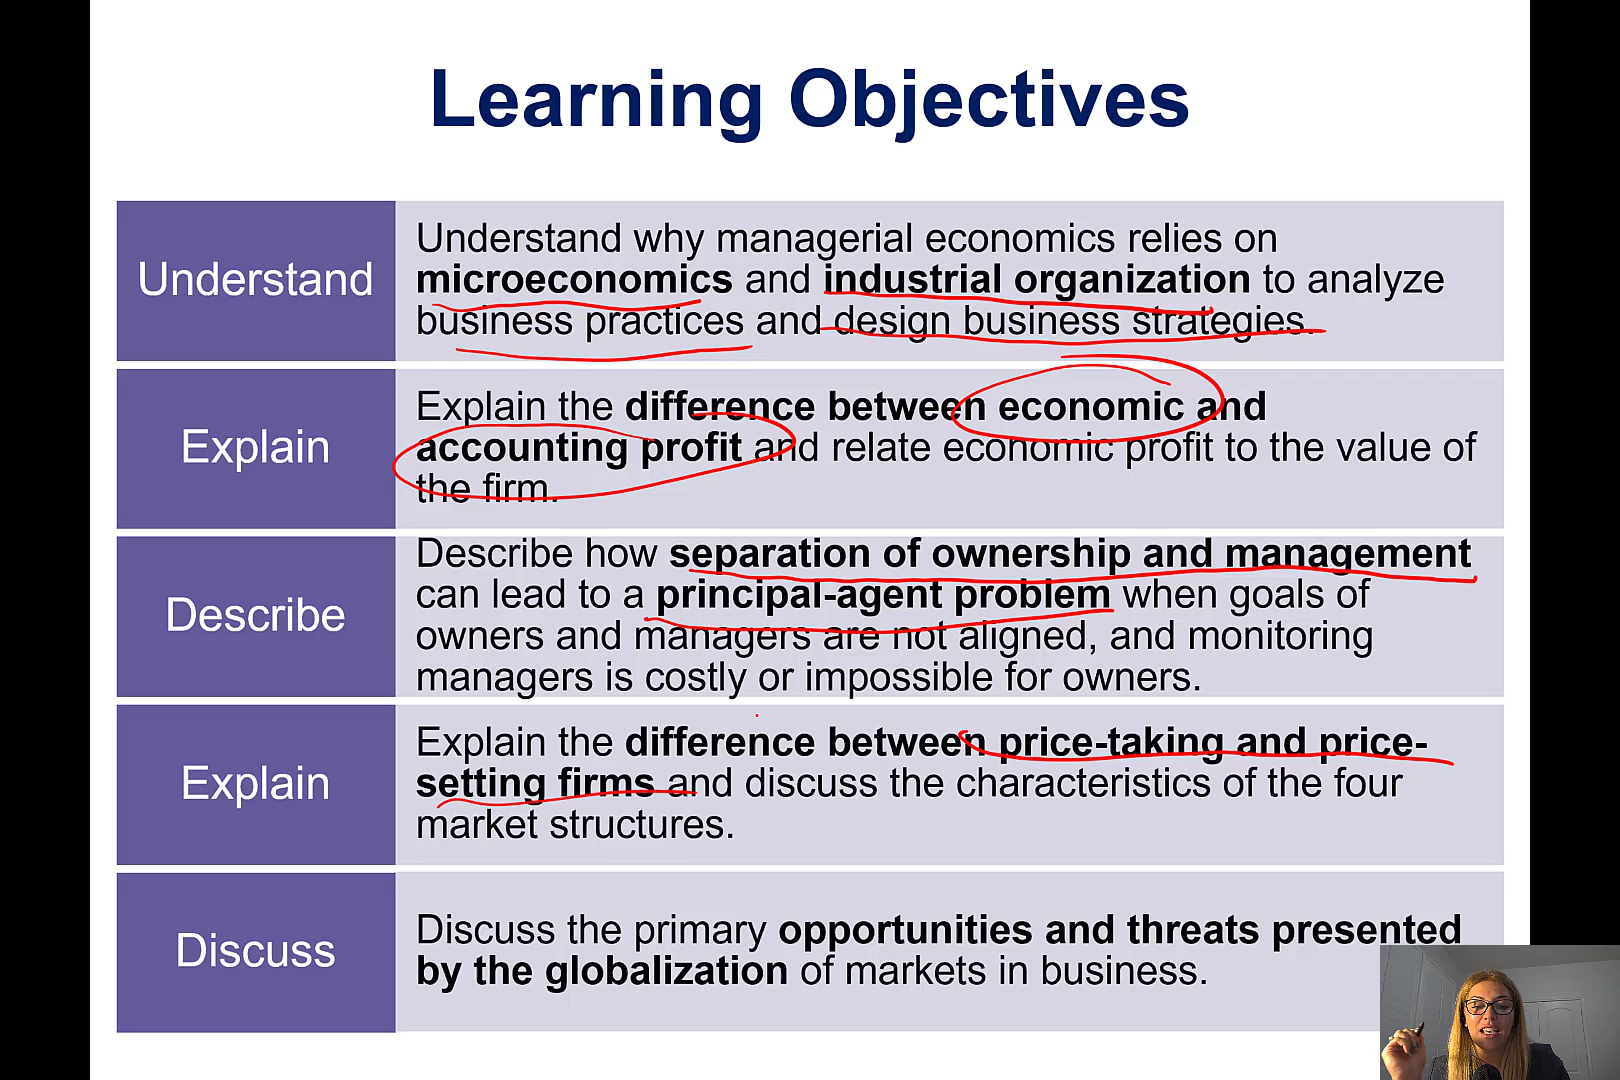 Learning Objectives
Understand
Understand why managerial economics relies on
microeconomics and industrial organization to analyze
business practices and design business strategies.
Explain
Explain the difference between economic and
accounting profit and relate economic profit to the value of
the firm.
Describe
Describe how separation of ownership and management
can lead to a principal-agent problem when goals of
owners and managers are not aligned, and monitoring
managers is costly or impossible for owners.
Explain
Explain the difference between price-taking and price-
setting firms and discuss the characteristics of the four
market structures.
Discuss
Discuss the primary opportunities and threats presented
by the globalization of markets in business.